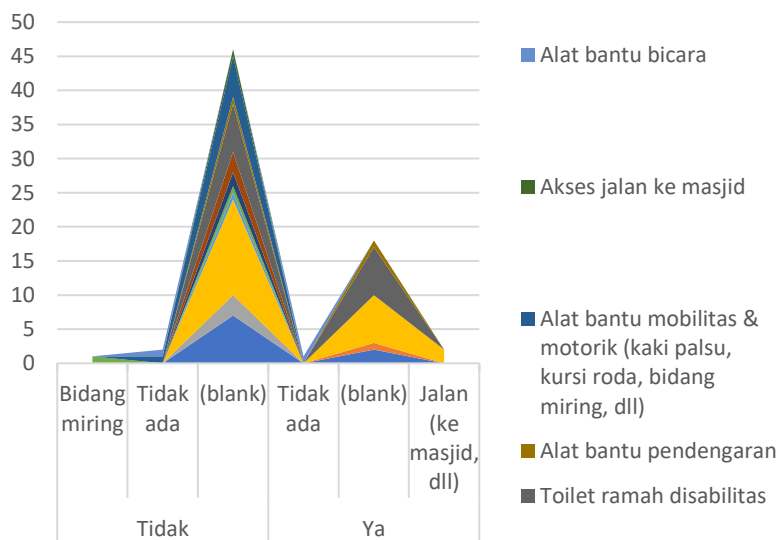 50
45
40
35
30
25
20
15
10
5
0
Bidang
miring
Tidak
ada
(blank)
Tidak
ada
(blank)
Jalan
(ke
masjid,
dll)
Tidak
Ya
Alat bantu bicara
Akses jalan ke masjid
Alat bantu mobilitas &
motorik (kaki palsu,
kursi roda, bidang
miring, dll)
Alat bantu pendengaran
Toilet ramah disabilitas